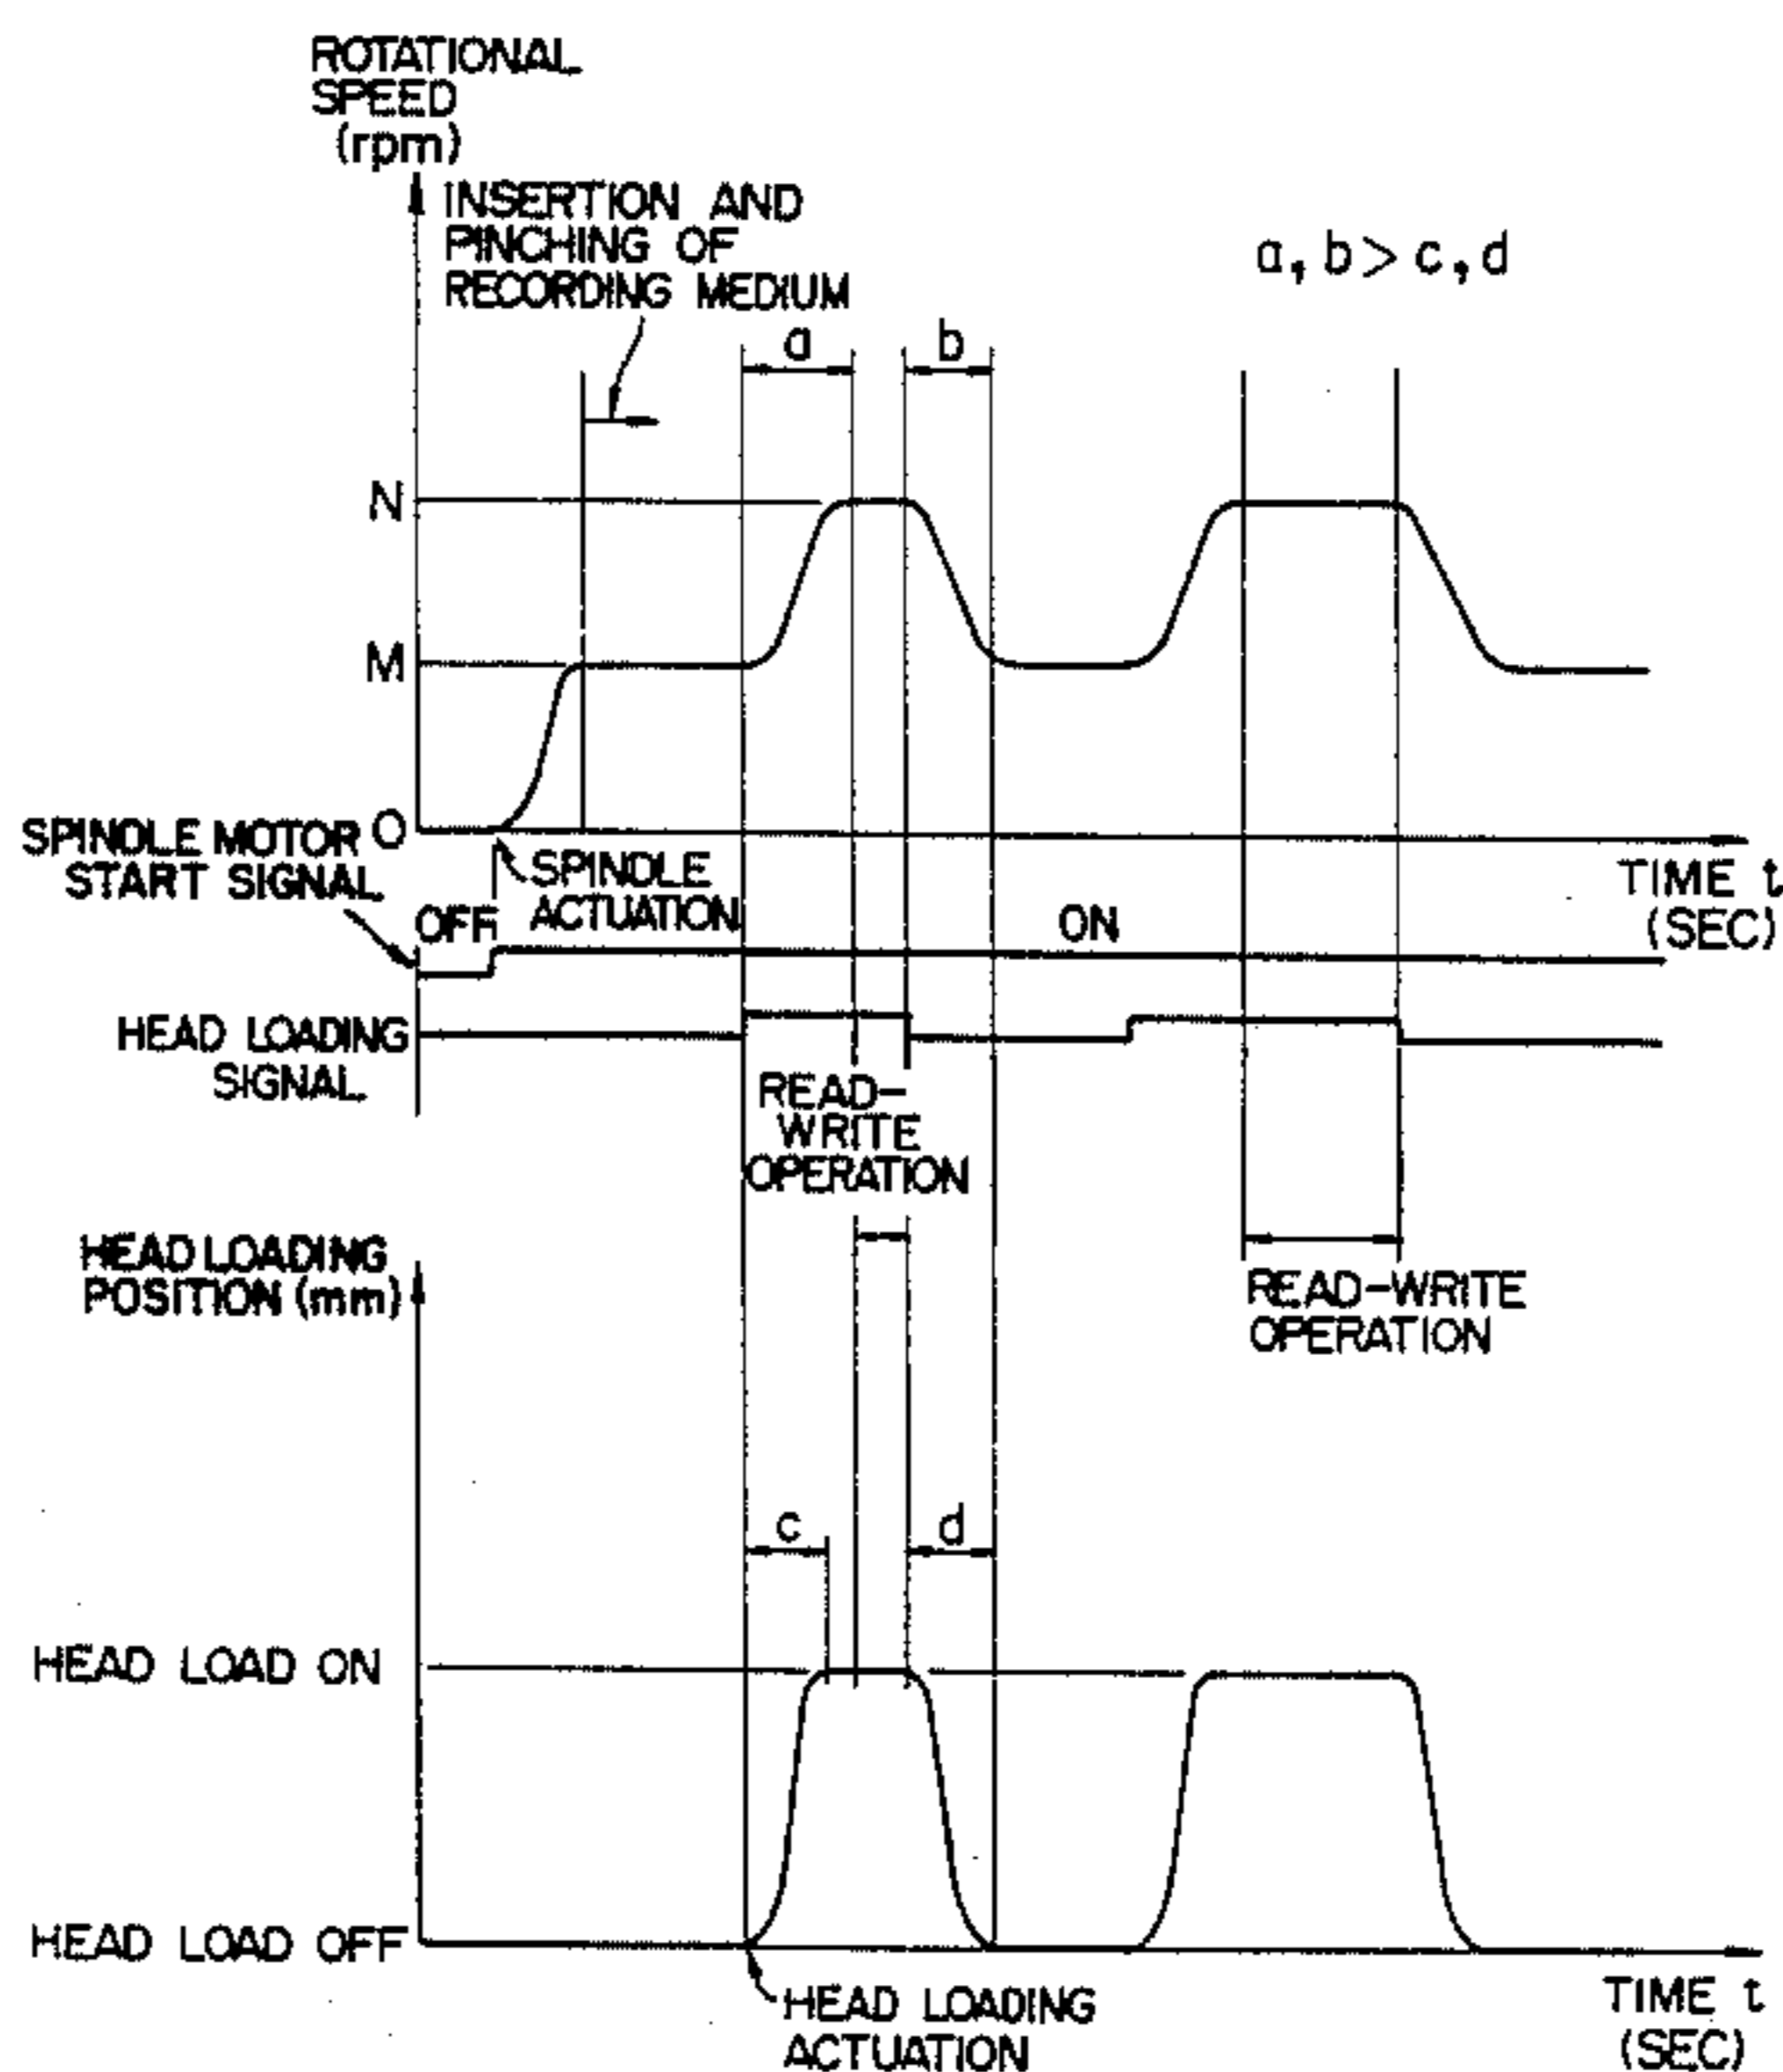 ROTATIONAL
SPEED
(rpm)
INSERTION AND
PINCHING OF
RECORDING MEDIUM
a, b > c, d
a
b
N
M
O
SPINDLE MOTOR
START SIGNAL
SPINDLE
ACTUATION
TIME t
(SEC)
OFF
ON
HEAD LOADING
SIGNAL
READ-
WRITE
OPERATION
HEAD LOADING
POSITION (mm)
READ-WRITE
OPERATION
c
d
HEAD LOAD ON
HEAD LOAD OFF
HEAD LOADING
ACTUATION
TIME t
(SEC)